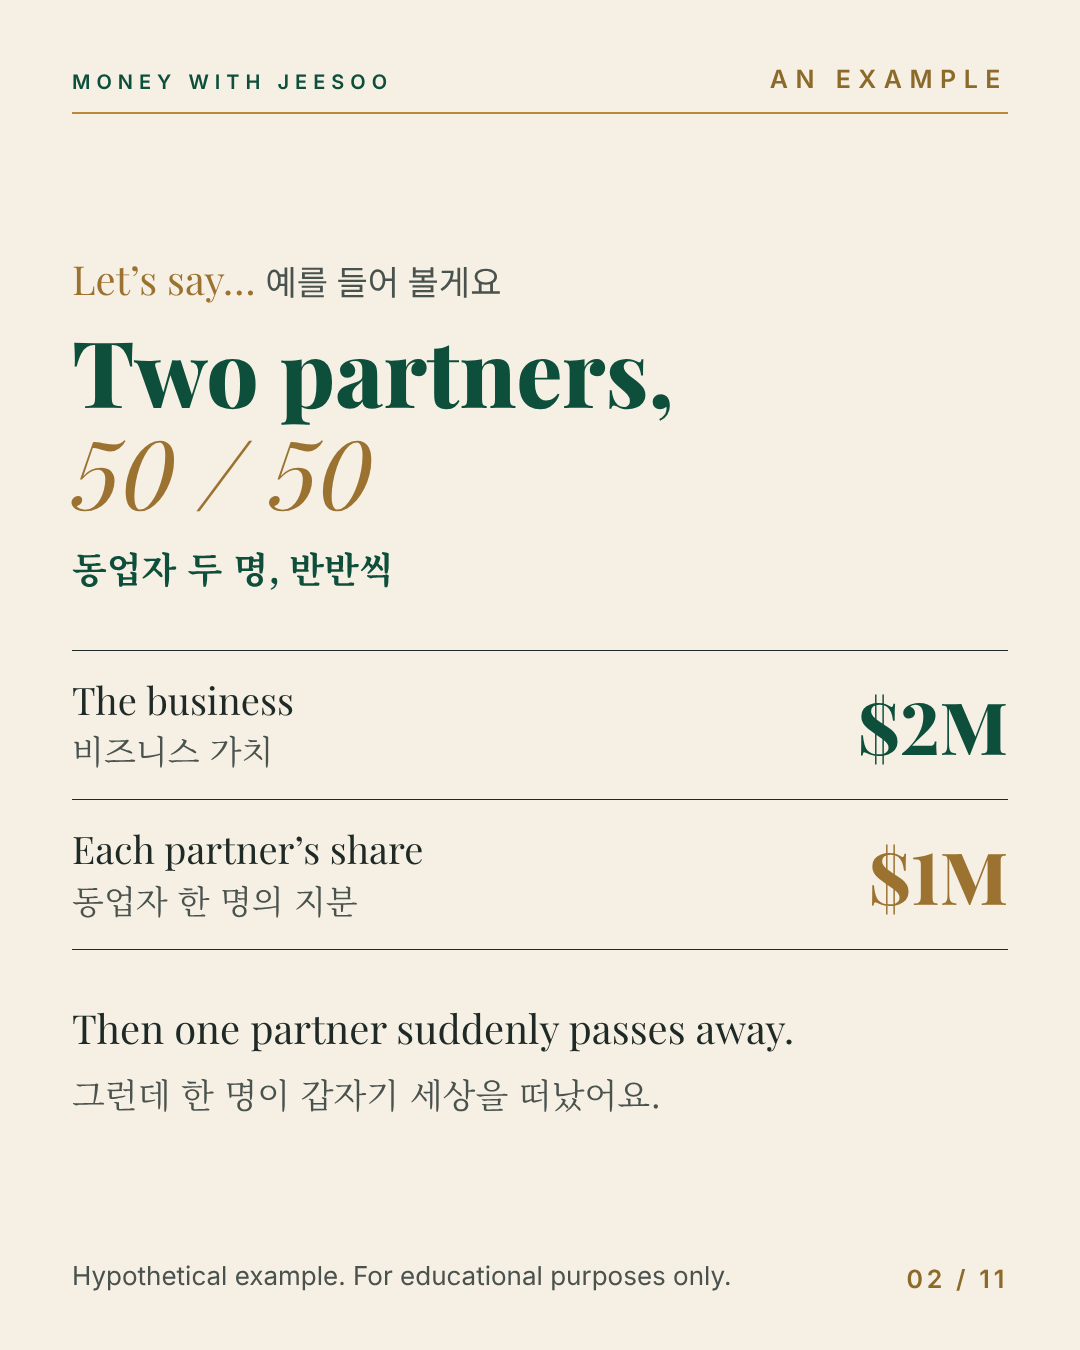 MONEY WITH JEESOO
AN EXAMPLE
Let’s say... 예를 들어 볼게요
Two partners,
50 / 50
동업자 두 명, 반반씩
The business
비즈니스 가치
$2M
Each partner’s share
동업자 한 명의 지분
$1M
Then one partner suddenly passes away.
그런데 한 명이 갑자기 세상을 떠났어요.
Hypothetical example. For educational purposes only.
02 / 11